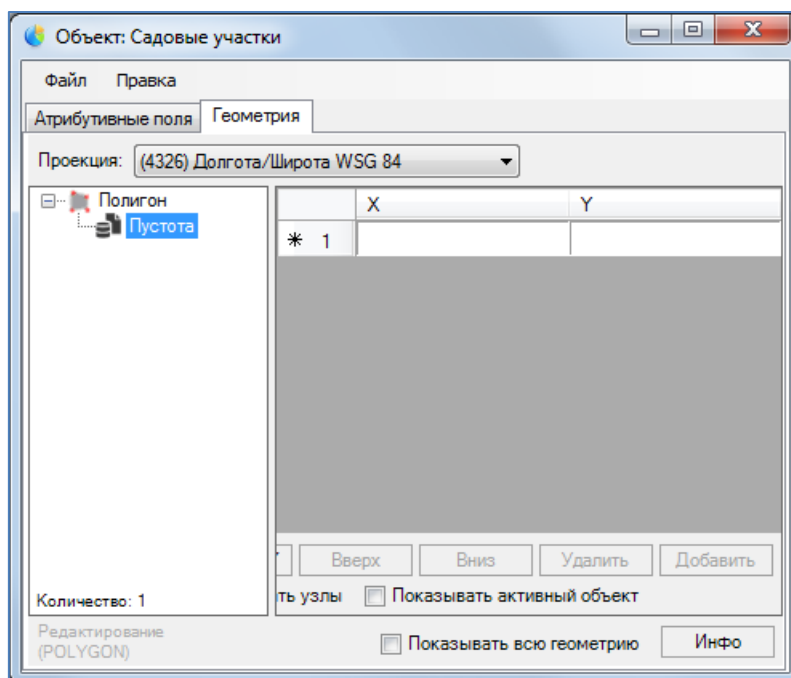 Объект: Садовые участки
Файл Правка
Атрибутивные поля Геометрия
Проекция: (4326) Долгота/Широта WSG 84
Полигон
Пустота
X Y
1
Вверх Вниз Удалить Добавить
Количество: 1
ть узлы Показывать активный объект
Редактирование
(POLYGON)
Показывать всю геометрию Инфо